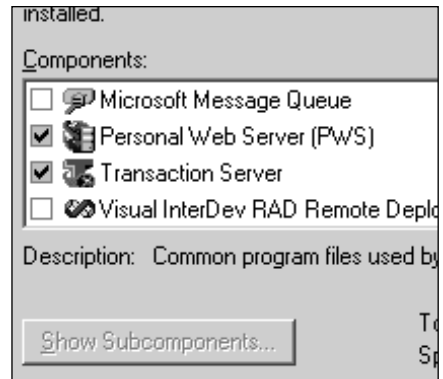 installed.
Components:
Microsoft Message Queue
Personal Web Server (PWS)
Transaction Server
Visual InterDev RAD Remote Deplo
Description: Common program files used by
Show Subcomponents...
To
Sp